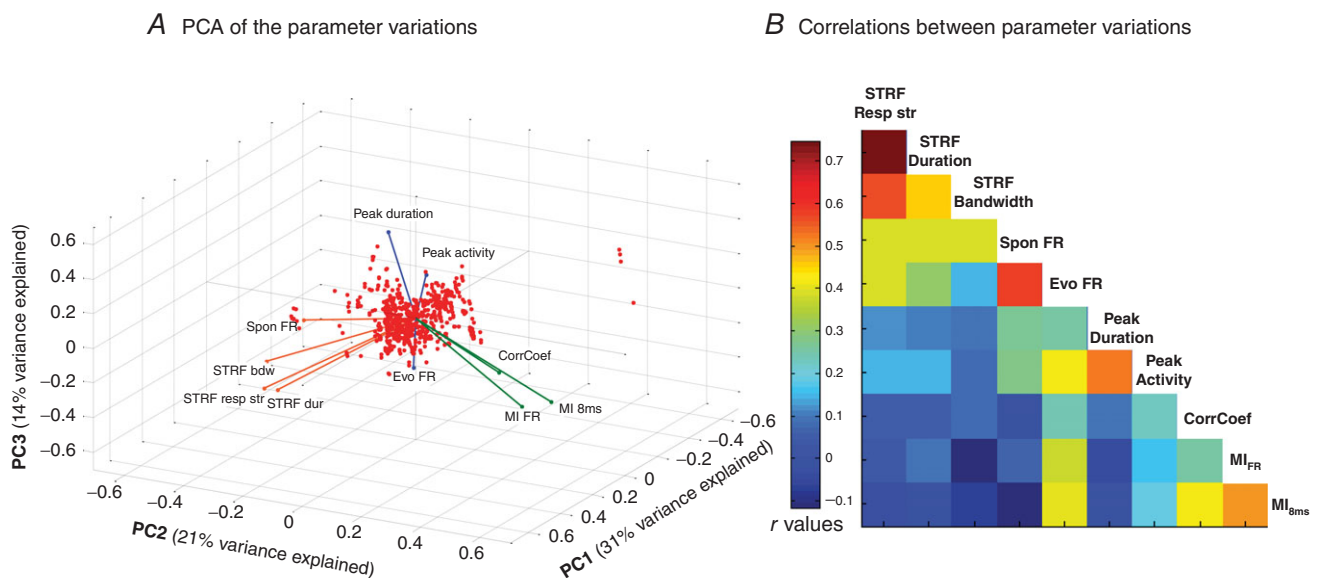 A PCA of the parameter variations
0.6
0.4
0.2
0
−0.2
−0.4
−0.6
PC3 (14% variance explained)
−0.6
−0.4
−0.2
0
0.2
0.4
0.6
PC2 (21% variance explained)
−0.6
−0.4
−0.2
0
0.2
0.4
0.6
PC1 (31% variance explained)
Peak duration
Peak activity
Spon FR
STRF bdw
STRF resp str
STRF dur
Evo FR
CorrCoef
MI FR
MI 8ms
B Correlations between parameter variations
0.7
0.6
0.5
0.4
0.3
0.2
0.1
0
−0.1
r values
STRF
Resp str
STRF
Duration
STRF
Bandwidth
Spon FR
Evo FR
Peak
Duration
Peak
Activity
CorrCoef
MIFR
MI8ms